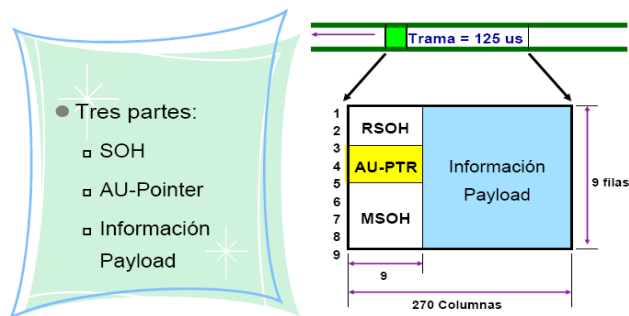 Tres partes:
SOH
AU-Pointer
Información
Payload
Trama = 125 us
1
2
3
4
5
6
7
8
9
RSOH
AU-PTR
MSOH
Información
Payload
9 filas
9
270 Columnas